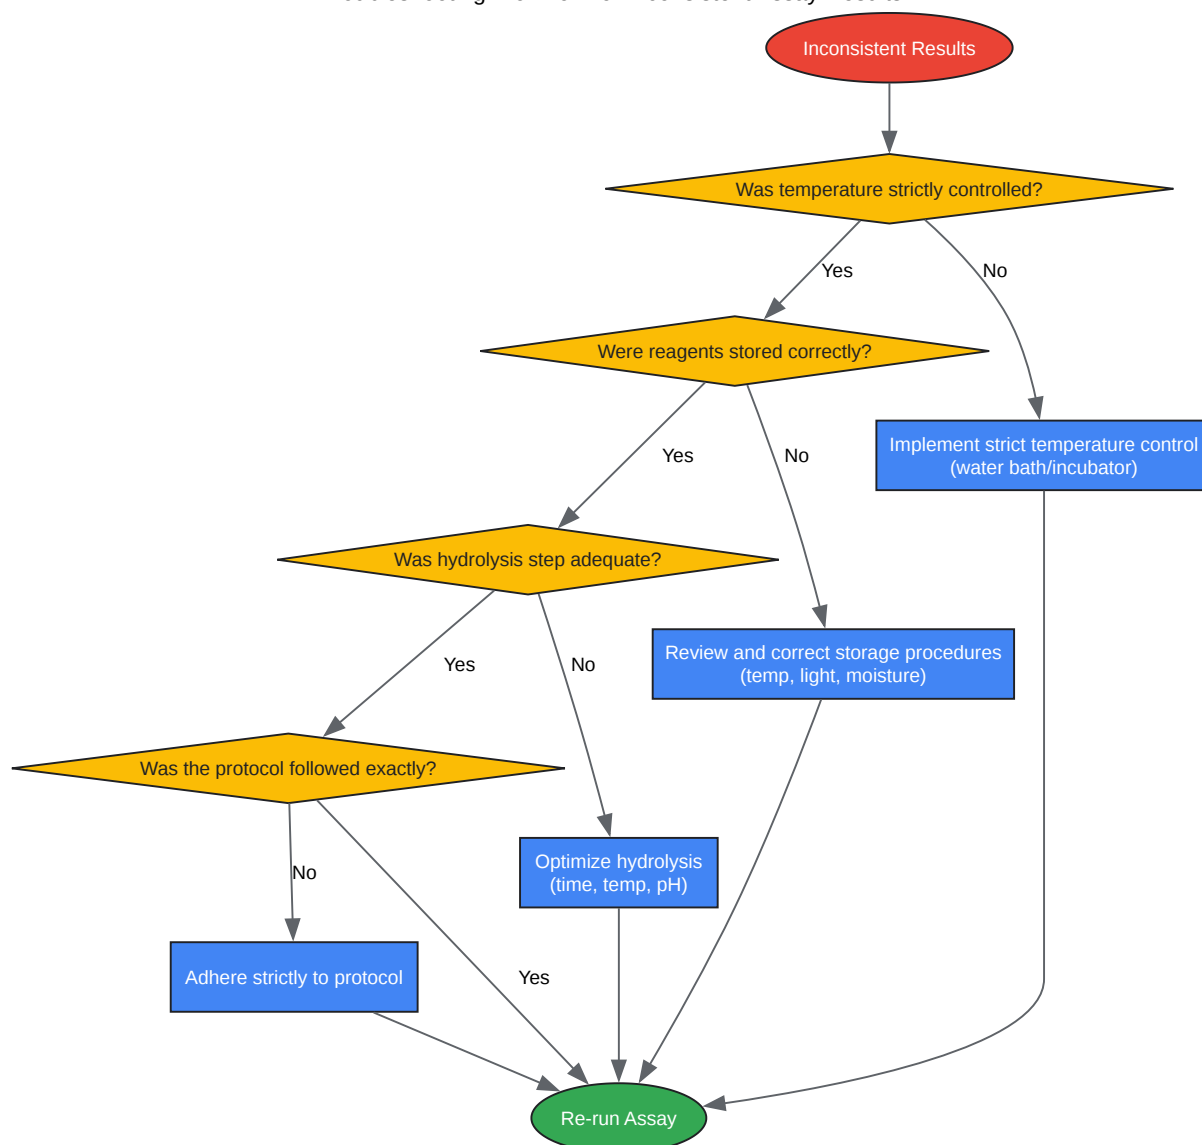 Inconsistent Results
Was temperature strictly controlled?
Yes
No
Were reagents stored correctly?
Implement strict temperature control
(water bath/incubator)
Yes
No
Was hydrolysis step adequate?
Review and correct storage procedures
(temp, light, moisture)
Yes
No
Was the protocol followed exactly?
Optimize hydrolysis
(time, temp, pH)
No
Adhere strictly to protocol
Yes
Re-run Assay